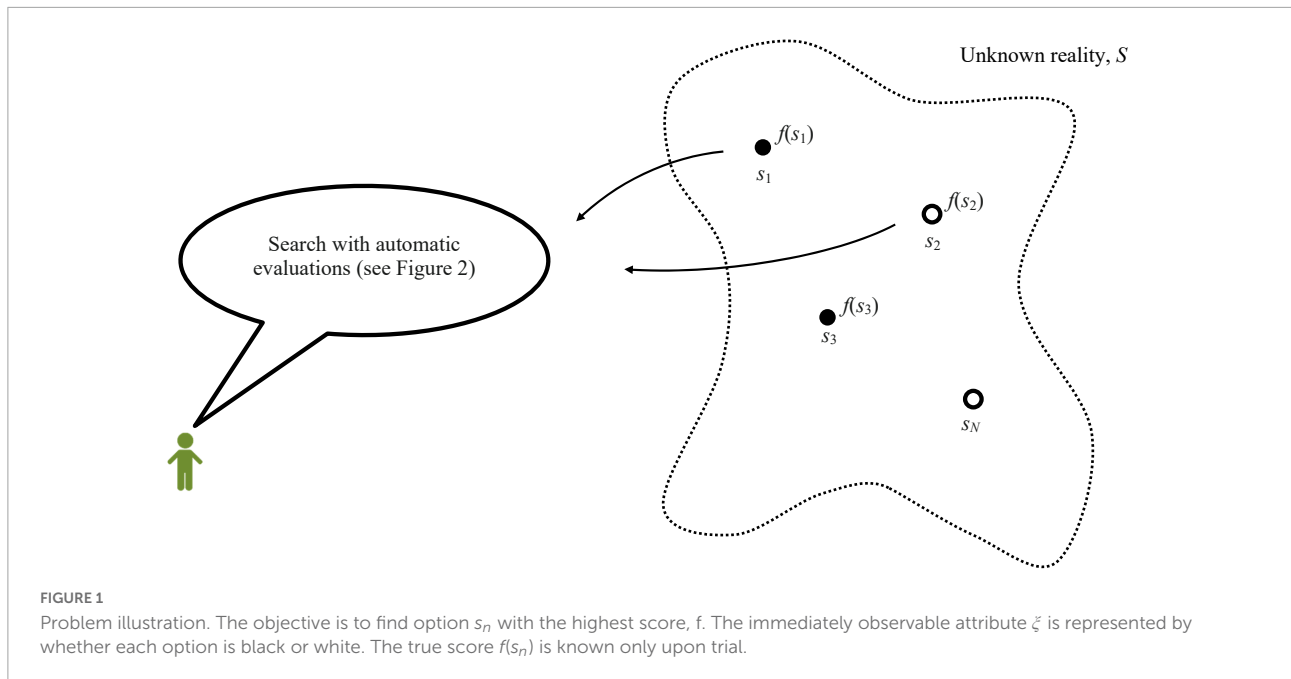 Unknown reality, S
f(s₁)
s₁
f(s₂)
s₂
Search with automatic
evaluations (see Figure 2)
f(s₃)
s₃
s_N
FIGURE 1
Problem illustration. The objective is to find option sₙ with the highest score, f. The immediately observable attribute ξ is represented by
whether each option is black or white. The true score f(sₙ) is known only upon trial.